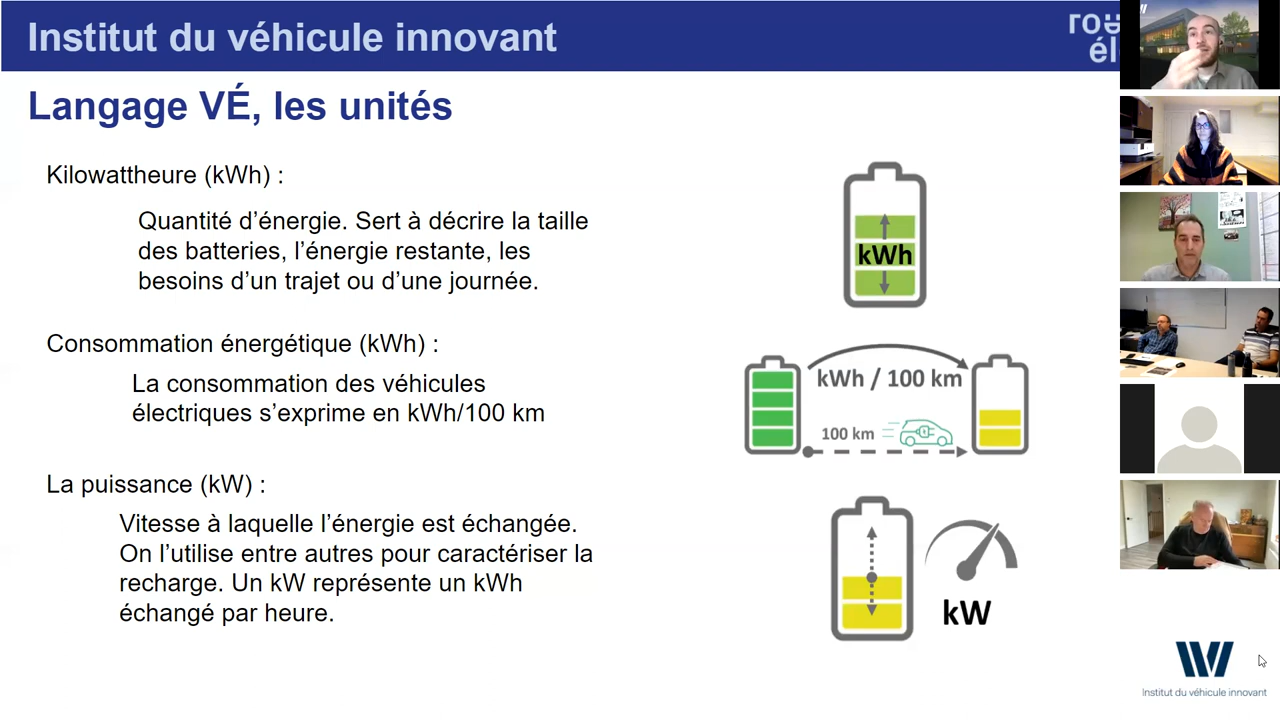 Institut du véhicule innovant
Langage VÉ, les unités
Kilowattheure (kWh) :
Quantité d’énergie. Sert à décrire la taille
des batteries, l’énergie restante, les
besoins d’un trajet ou d’une journée.
kWh
Consommation énergétique (kWh) :
La consommation des véhicules
électriques s’exprime en kWh/100 km
kWh / 100 km
100 km
La puissance (kW) :
Vitesse à laquelle l’énergie est échangée.
On l’utilise entre autres pour caractériser la
recharge. Un kW représente un kWh
échangé par heure.
kW
Institut du véhicule innovant